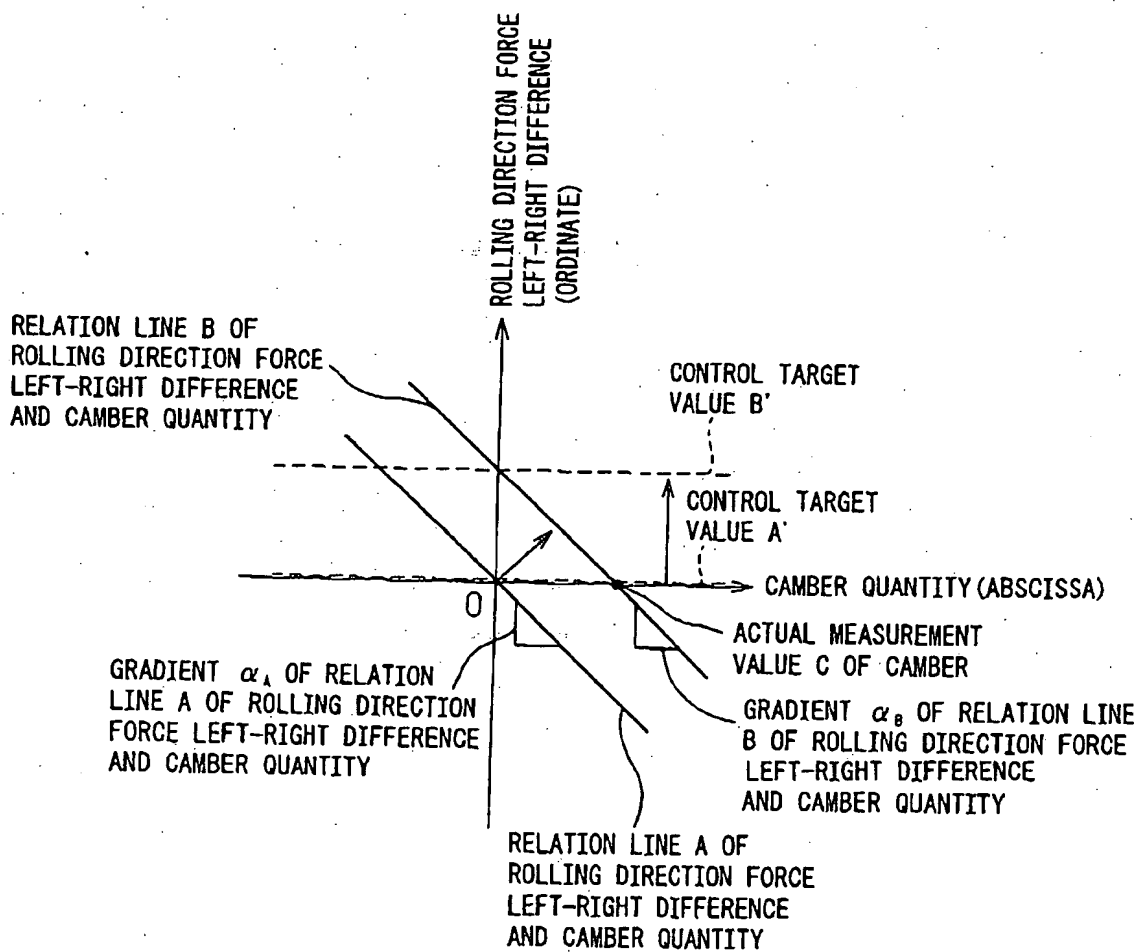 ROLLING DIRECTION FORCE
LEFT-RIGHT DIFFERENCE
(ORDINATE)
RELATION LINE B OF
ROLLING DIRECTION FORCE
LEFT-RIGHT DIFFERENCE
AND CAMBER QUANTITY
CONTROL TARGET
VALUE B'
CONTROL TARGET
VALUE A'
CAMBER QUANTITY(ABSCISSA)
0
ACTUAL MEASUREMENT
VALUE C OF CAMBER
GRADIENT α_A OF RELATION
LINE A OF ROLLING DIRECTION
FORCE LEFT-RIGHT DIFFERENCE
AND CAMBER QUANTITY
GRADIENT α_B OF RELATION LINE
B OF ROLLING DIRECTION FORCE
LEFT-RIGHT DIFFERENCE
AND CAMBER QUANTITY
RELATION LINE A OF
ROLLING DIRECTION FORCE
LEFT-RIGHT DIFFERENCE
AND CAMBER QUANTITY